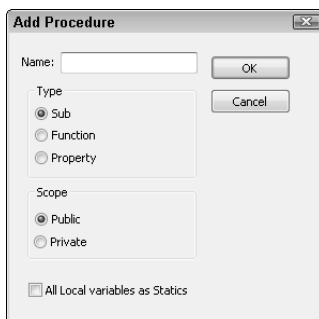 Add Procedure
Name:
OK
Cancel
Type
Sub
Function
Property
Scope
Public
Private
All Local variables as Statics